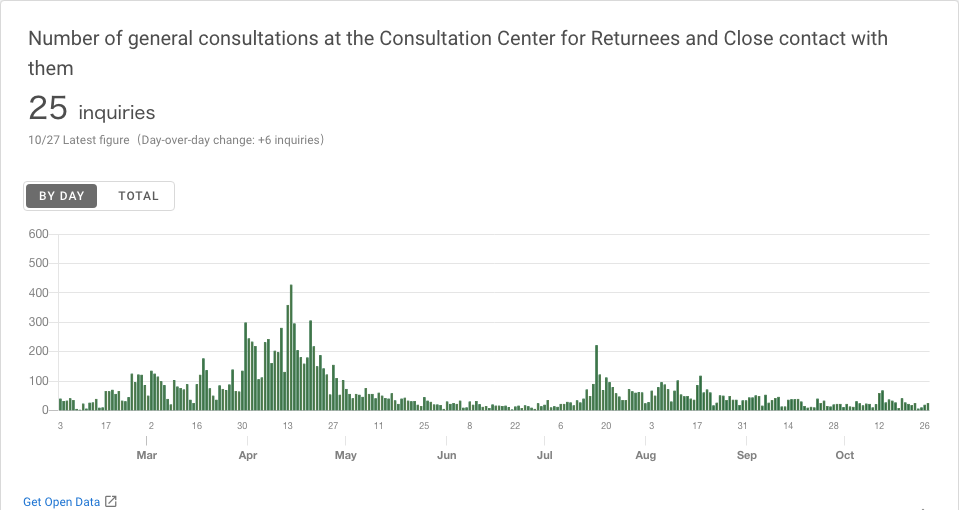 Number of general consultations at the Consultation Center for Returnees and Close contact with
them
25 inquiries
10/27 Latest figure (Day-over-day change: +6 inquiries)
BY DAY TOTAL
600
500
400
300
200
100
0
3 17 2 16 30 13 27 11 25 8 22 6 20 3 17 31 14 28 12 26
Mar Apr May Jun Jul Aug Sep Oct
Get Open Data